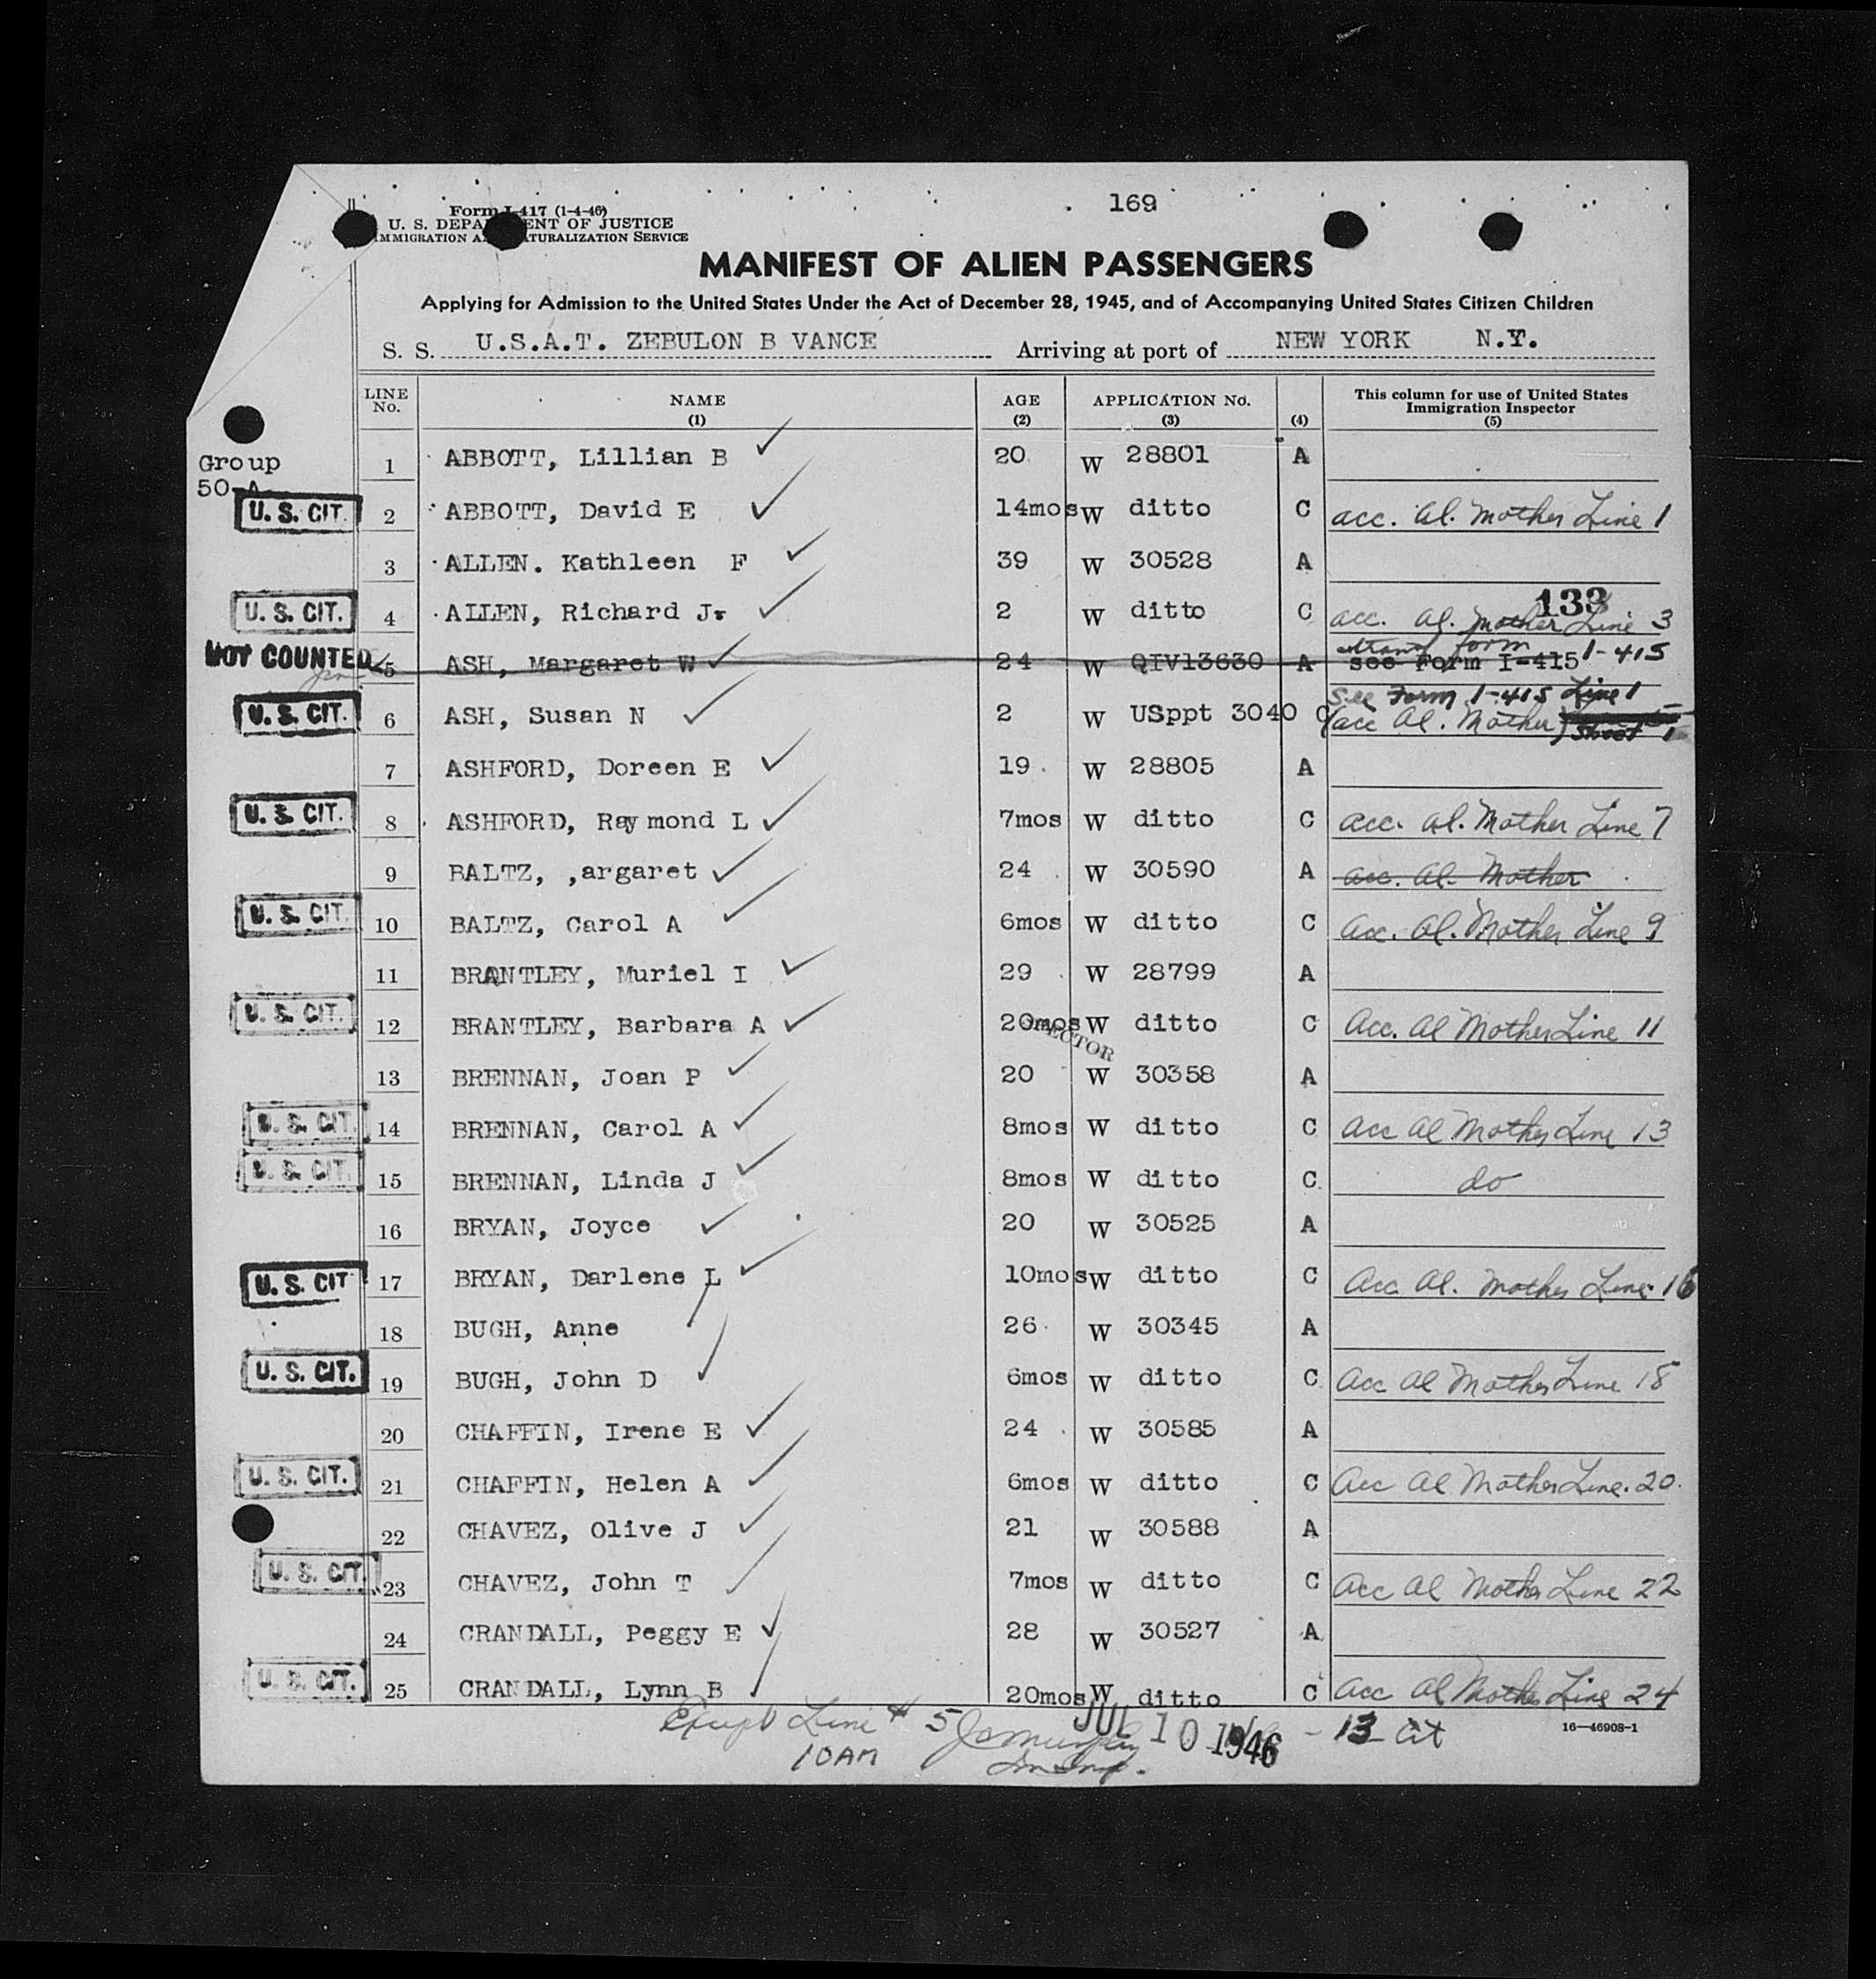 169
Form I-417 (1-4-46)
U. S. DEPARTMENT OF JUSTICE
IMMIGRATION AND NATURALIZATION SERVICE
MANIFEST OF ALIEN PASSENGERS
Applying for Admission to the United States Under the Act of December 28, 1945, and of Accompanying United States Citizen Children
S. S. U.S.A.T. ZEBULON B VANCE Arriving at port of NEW YORK N.Y.
LINE No. NAME (1) AGE (2) APPLICATION No. (3) (4) This column for use of United States Immigration Inspector (5)
Group 50-A
1 ABBOTT, Lillian B 20 W 28801 A
U. S. CIT. 2 ABBOTT, David E 14mos W ditto C acc. al. Mother Line 1
3 ALLEN. Kathleen F 39 W 30528 A
133
U. S. CIT. 4 ALLEN, Richard Jr 2 W ditto C acc. al. mother Line 3
NOT COUNTED 5 ASH, Margaret W 24 W QIV13630 A see Form I-415 form 1-415
See Form 1-415 Line 1
U. S. CIT. 6 ASH, Susan N 2 W USppt 3040 C (acc al. Mother) Sheet 1
7 ASHFORD, Doreen E 19 W 28805 A
U. S. CIT. 8 ASHFORD, Raymond L 7mos W ditto C acc. al. Mother Line 7
9 BALTZ, ,argaret 24 W 30590 A acc. al. Mother
U. S. CIT. 10 BALTZ, Carol A 6mos W ditto C acc. al. Mother Line 9
11 BRANTLEY, Muriel I 29 W 28799 A
U. S. CIT. 12 BRANTLEY, Barbara A 20mos W ditto C Acc. al Mother Line 11
13 BRENNAN, Joan P 20 W 30358 A
U. S. CIT. 14 BRENNAN, Carol A 8mos W ditto C acc al Mother Line 13
U. S. CIT. 15 BRENNAN, Linda J 8mos W ditto C do
16 BRYAN, Joyce 20 W 30525 A
U. S. CIT 17 BRYAN, Darlene L 10mos W ditto C Acc al. mother Line 16
18 BUGH, Anne 26 W 30345 A
U. S. CIT. 19 BUGH, John D 6mos W ditto C acc al Mother Line 18
20 CHAFFIN, Irene E 24 W 30585 A
U. S. CIT. 21 CHAFFIN, Helen A 6mos W ditto C Acc al Mother Line 20
22 CHAVEZ, Olive J 21 W 30588 A
U. S. CIT. 23 CHAVEZ, John T 7mos W ditto C Acc al Mother Line 22
24 CRANDALL, Peggy E 28 W 30527 A
U. S. CIT. 25 CRANDALL, Lynn B 20mos W ditto C acc al Mother Line 24
Except Line # 5 JUL 10 1946 - 13 cit 16—46908-1
10 AM